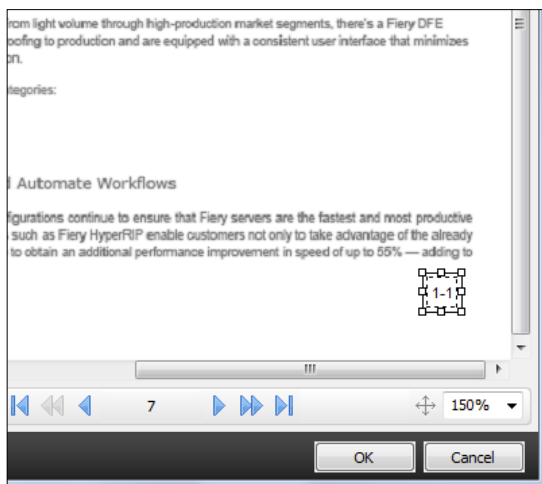 rom light volume through high-production market segments, there's a Fiery DFE
oofing to production and are equipped with a consistent user interface that minimizes
on.
tegories:
d Automate Workflows
figurations continue to ensure that Fiery servers are the fastest and most productive
s such as Fiery HyperRIP enable customers not only to take advantage of the already
to obtain an additional performance improvement in speed of up to 55% — adding to
1-1
7
150%
OK
Cancel